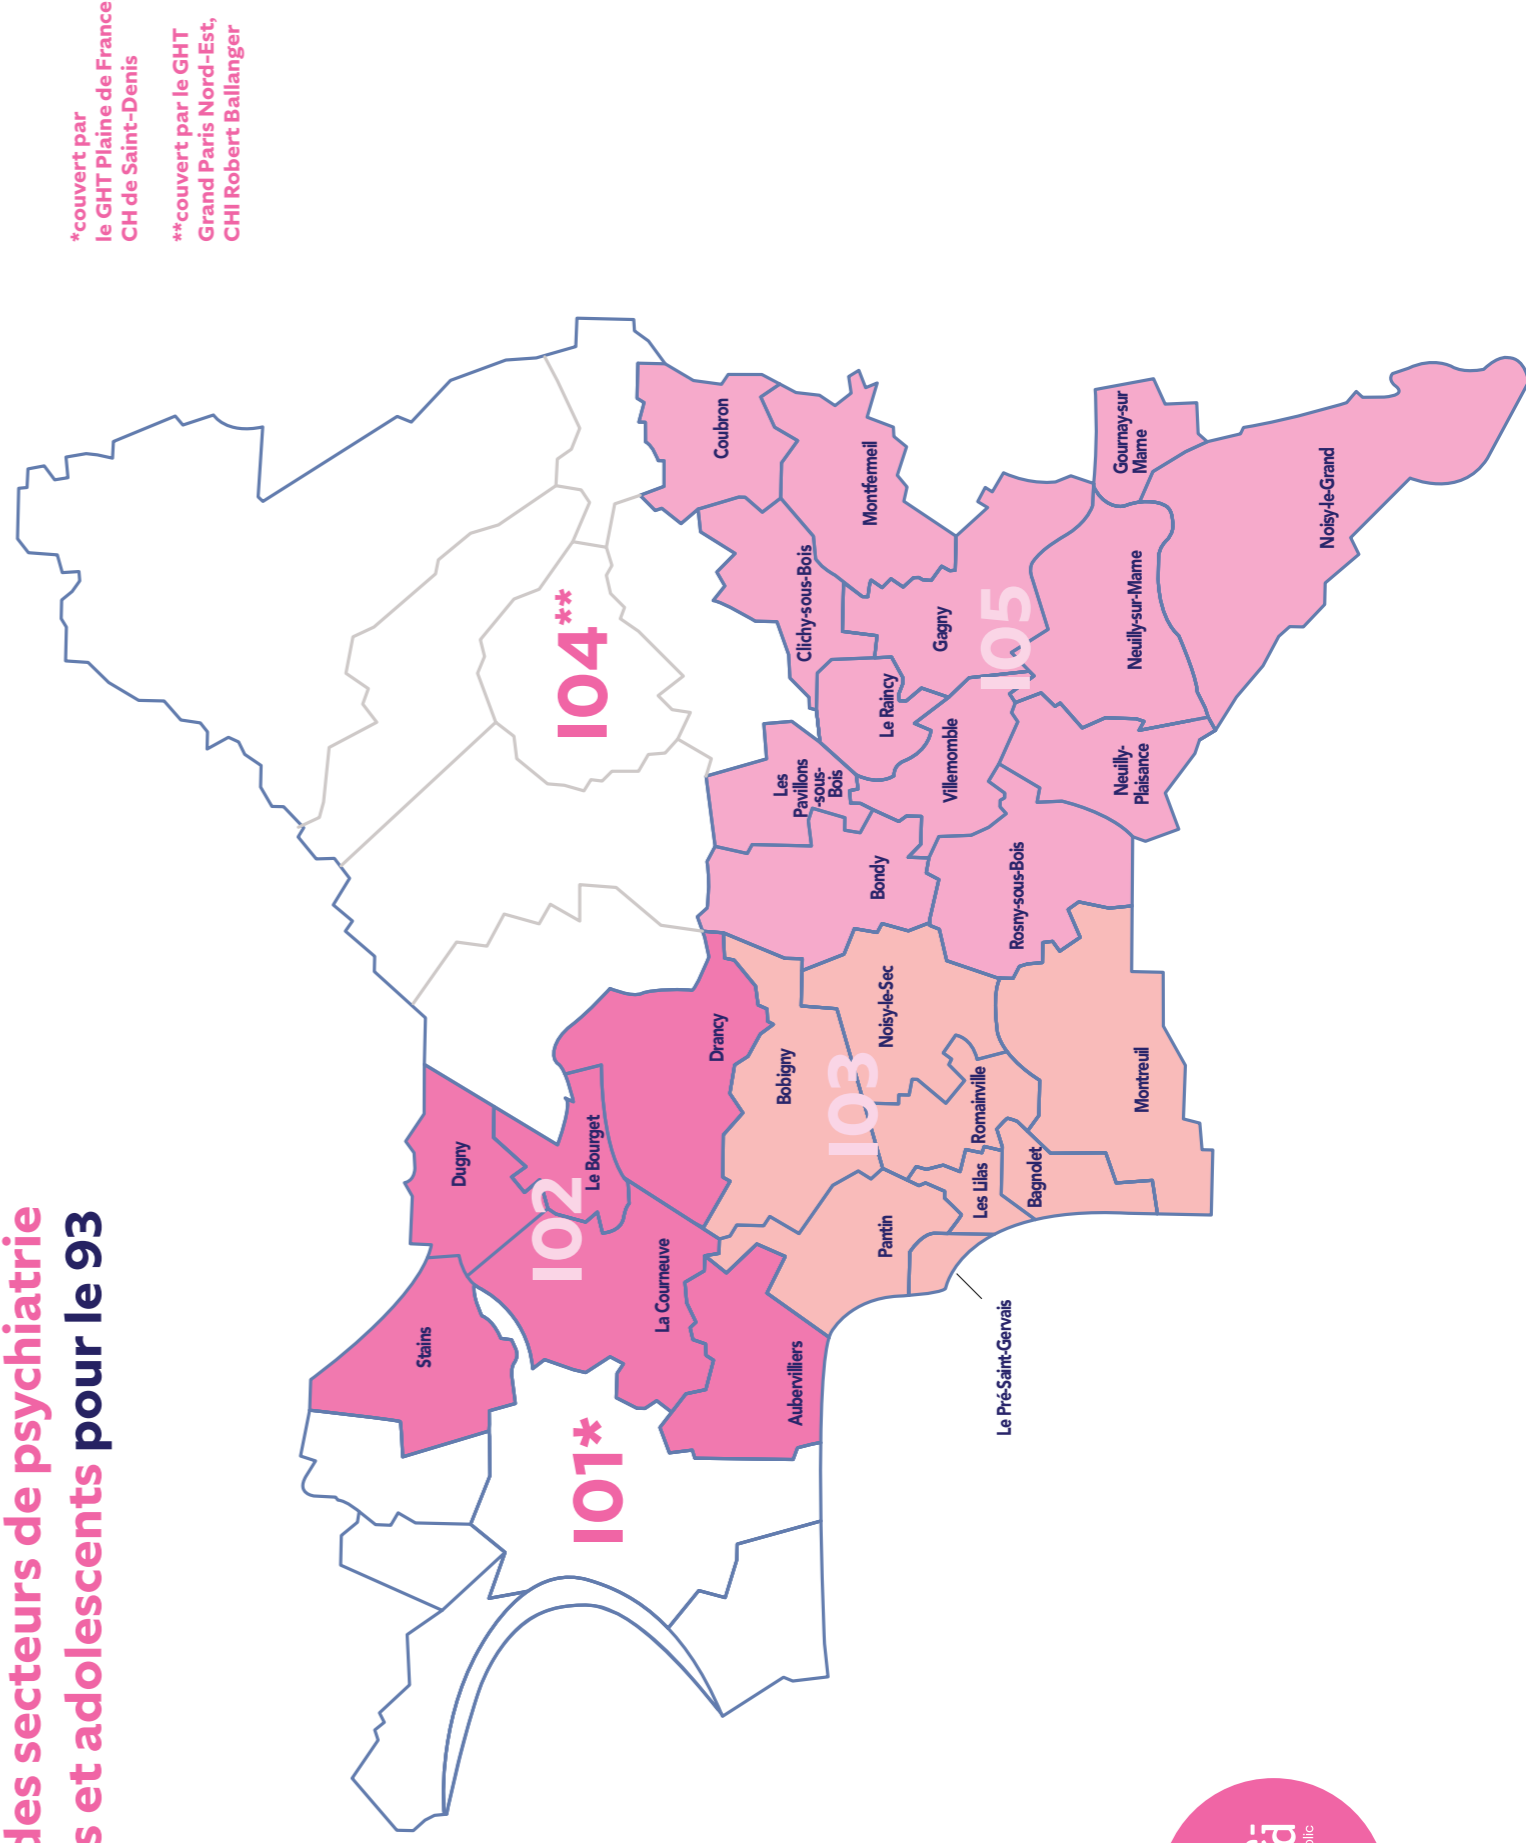 des secteurs de psychiatrie
s et adolescents pour le 93
*couvert par
le GHT Plaine de France
CH de Saint-Denis
**couvert par le GHT
Grand Paris Nord-Est,
CHI Robert Ballanger
I01*
I02
I03
I04**
I05
Stains
Dugny
Le Bourget
La Courneuve
Drancy
Aubervilliers
Bobigny
Noisy-le-Sec
Pantin
Romainville
Les Lilas
Bagnolet
Montreuil
Le Pré-Saint-Gervais
Coubron
Montfermeil
Clichy-sous-Bois
Gagny
Le Raincy
Les
Pavillons
-sous-
Bois
Villemomble
Bondy
Rosny-sous-Bois
Neuilly-
Plaisance
Neuilly-sur-Marne
Gournay-sur
Marne
Noisy-le-Grand